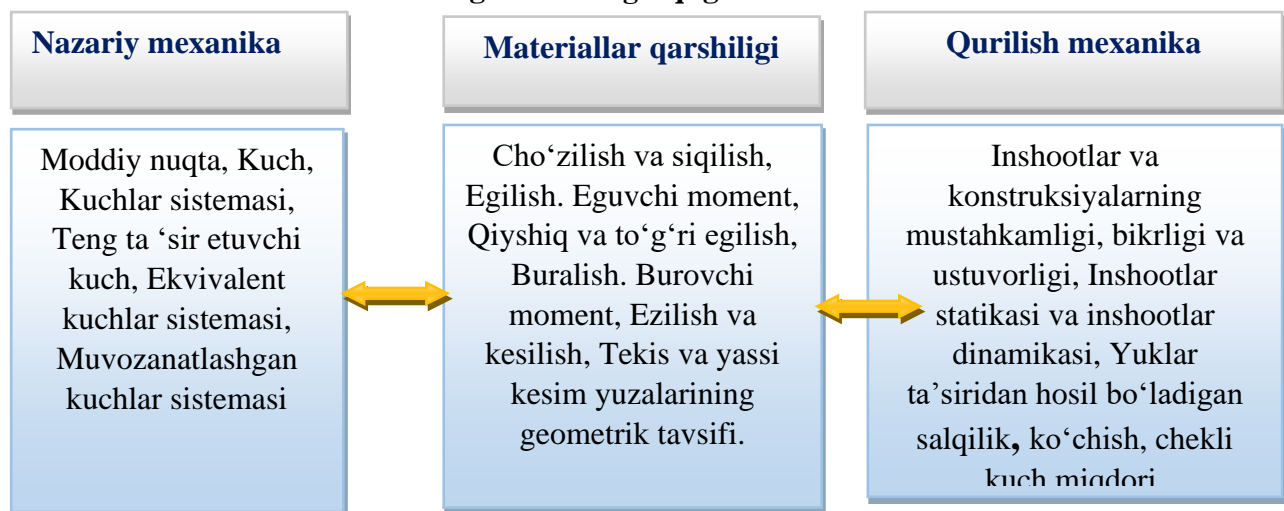 Nazariy mexanika
Moddiy nuqta, Kuch,
Kuchlar sistemasi,
Teng ta ‘sir etuvchi
kuch, Ekvivalent
kuchlar sistemasi,
Muvozanatlashgan
kuchlar sistemasi
Materiallar qarshiligi
Cho‘zilish va siqilish,
Egilish. Eguvchi moment,
Qiyshiq va to‘g‘ri egilish,
Buralish. Burovchi
moment, Ezilish va
kesilish, Tekis va yassi
kesim yuzalarining
geometrik tavsifi.
Qurilish mexanika
Inshootlar va
konstruksiyalarning
mustahkamligi, bikrligi va
ustuvorligi, Inshootlar
statikasi va inshootlar
dinamikasi, Yuklar
ta’siridan hosil bo‘ladigan
salqilik, ko‘chish, chekli
kuch miqdori